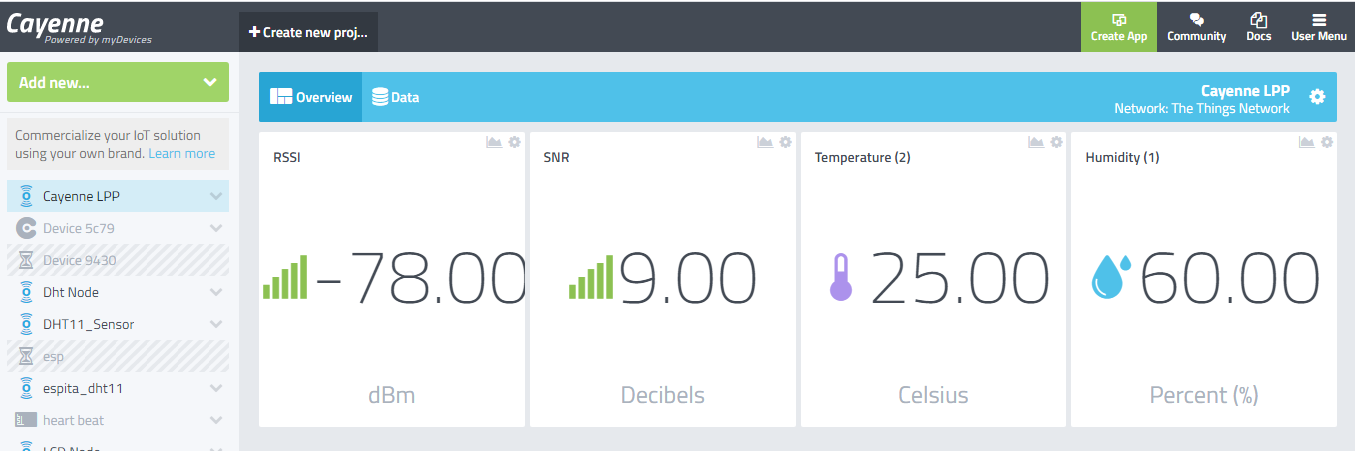 Cayenne
Powered by myDevices
+ Create new proj...
Create App
Community
Docs
User Menu
Add new...
Commercialize your IoT solution
using your own brand. Learn more
Cayenne LPP
Device 5c79
Device 9430
Dht Node
DHT11_Sensor
esp
espita_dht11
heart beat
LCD Node
Overview
Data
Cayenne LPP
Network: The Things Network
RSSI
-78.00
dBm
SNR
9.00
Decibels
Temperature (2)
25.00
Celsius
Humidity (1)
60.00
Percent (%)